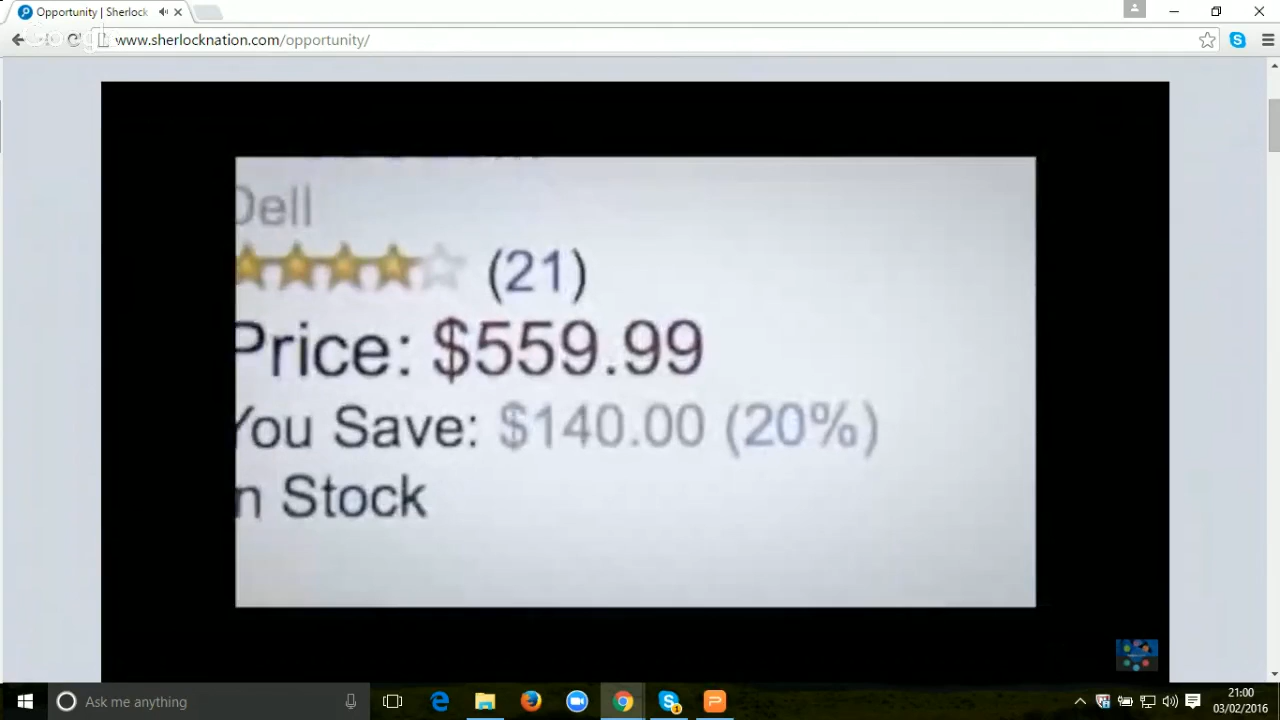 Opportunity | Sherlock
www.sherlocknation.com/opportunity/
Dell
(21)
Price: $559.99
You Save: $140.00 (20%)
n Stock
Ask me anything
21:00
03/02/2016